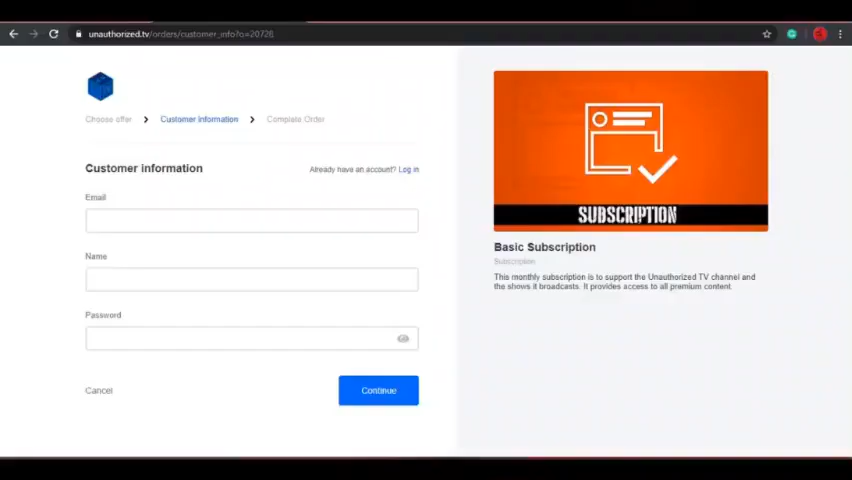 unauthorized.tv/orders/customer_info?o=20728
Choose offer
Customer information
Complete Order
Customer information
Already have an account? Log in
Email
Name
Password
Cancel
Continue
SUBSCRIPTION
Basic Subscription
Subscription
This monthly subscription is to support the Unauthorized TV channel and
the shows it broadcasts. It provides access to all premium content